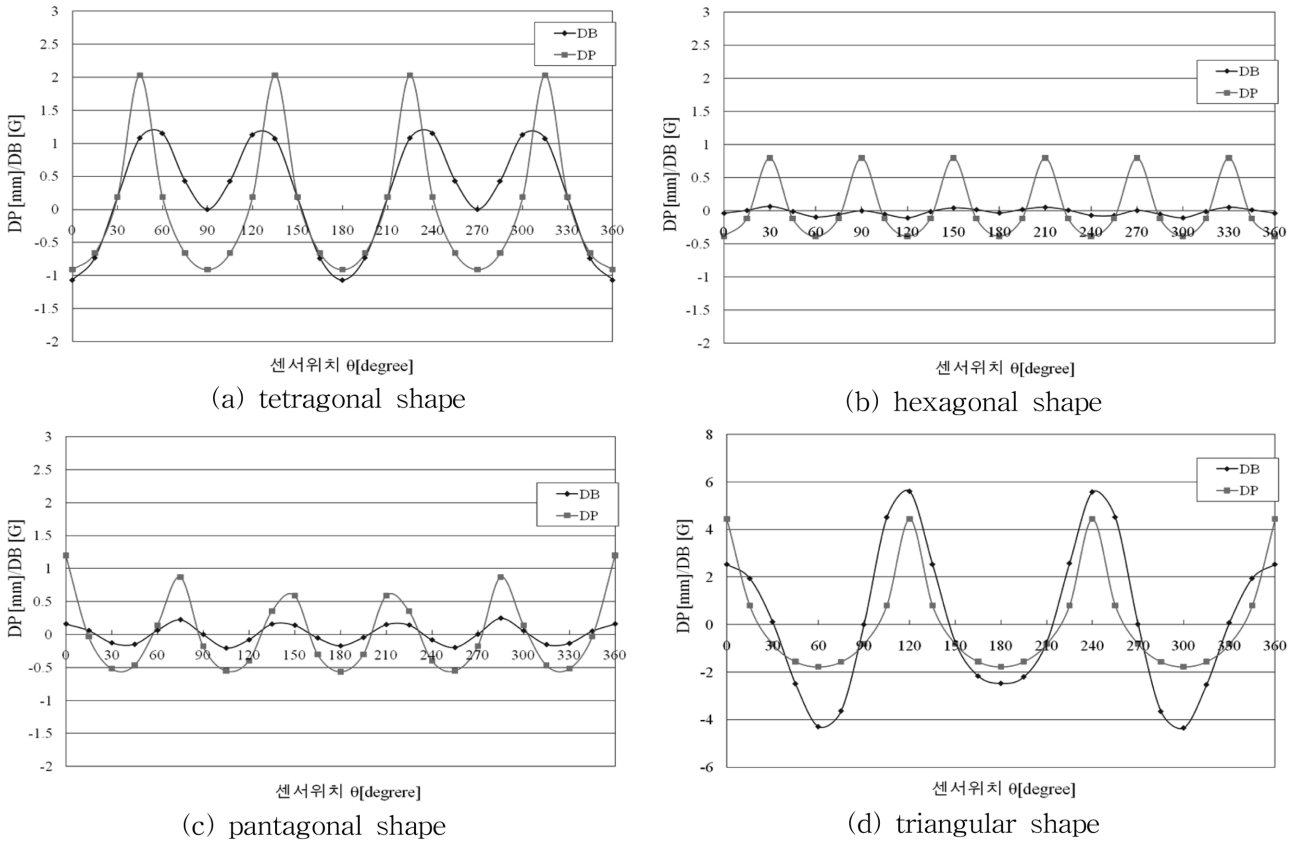 3
2.5
2
1.5
1
0.5
0
-0.5
-1
-1.5
-2
DP [mm]/DB [G]
DB
DP
0 30 60 90 120 150 180 210 240 270 300 330 360
센서위치 θ[degree]
(a) tetragonal shape
3
2.5
2
1.5
1
0.5
0
-0.5
-1
-1.5
-2
DP [mm]/DB [G]
DB
DP
0 30 60 90 120 150 180 210 240 270 300 330 360
센서위치 θ[degree]
(b) hexagonal shape
3
2.5
2
1.5
1
0.5
0
-0.5
-1
-1.5
-2
DP [mm]/DB [G]
DB
DP
0 30 60 90 120 150 180 210 240 270 300 330 360
센서위치 θ[degrere]
(c) pantagonal shape
8
6
4
2
0
-2
-4
-6
DP [mm]/DB [G]
DB
DP
0 30 60 90 120 150 180 210 240 270 300 330 360
센서위치 θ[degree]
(d) triangular shape